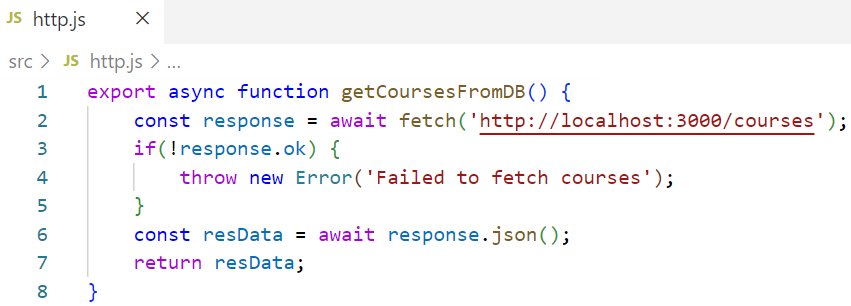 JS http.js ×
src > JS http.js > ...
1 export async function getCoursesFromDB() {
2     const response = await fetch('http://localhost:3000/courses');
3     if(!response.ok) {
4         throw new Error('Failed to fetch courses');
5     }
6     const resData = await response.json();
7     return resData;
8 }